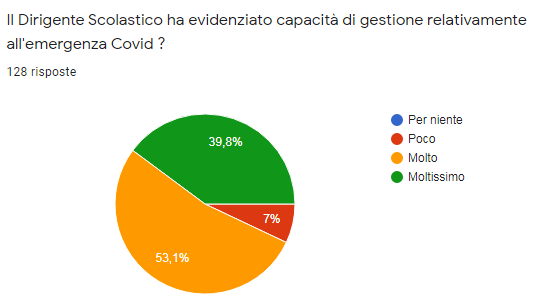 Il Dirigente Scolastico ha evidenziato capacità di gestione relativamente
all'emergenza Covid ?
128 risposte
Per niente
Poco
Molto
Moltissimo
39,8%
7%
53,1%